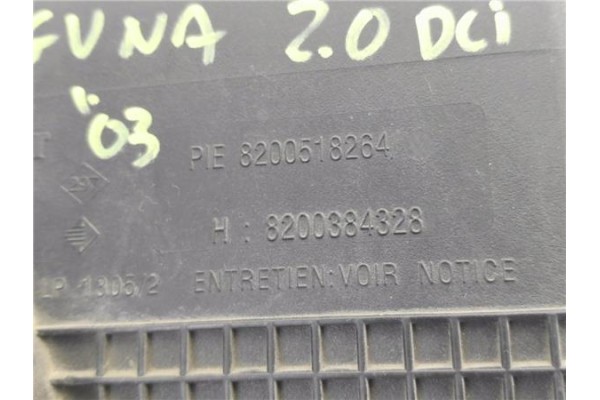 GUNA 2.0 DCi
"03
T PIE 8200518264
H : 8200384328
LP 1305/2 ENTRETIEN: VOIR NOTICE